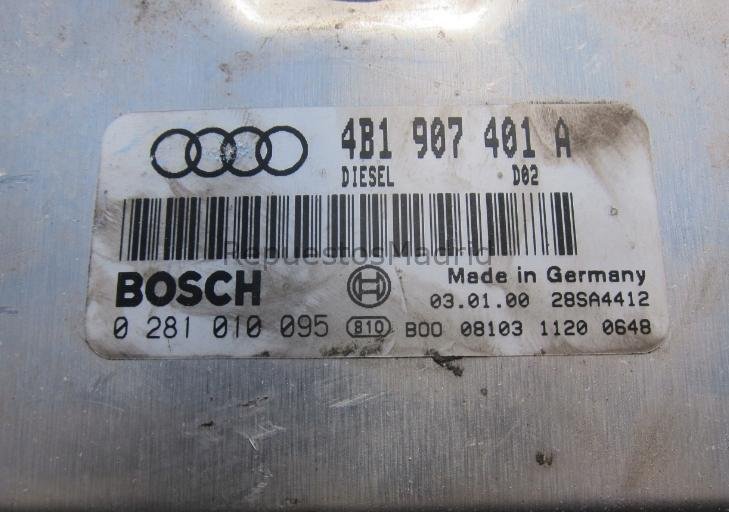 4B1 907 401 A
DIESEL D02
RepuestosMadrid
BOSCH Made in Germany
03.01.00 28SA4412
0 281 010 095 810 B00 08103 1120 0648